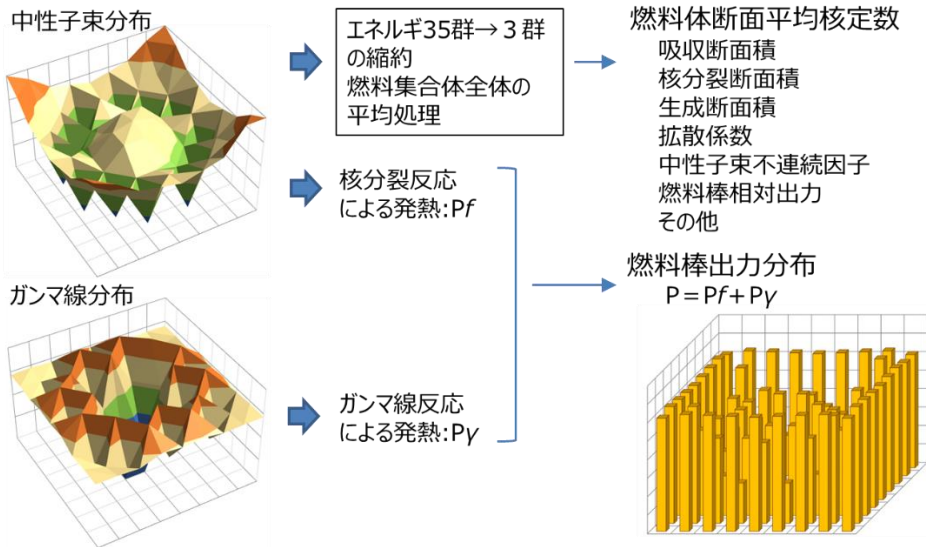 中性子束分布
エネルギ35群→３群
の縮約
燃料集合体全体の
平均処理
燃料体断面平均核定数
吸収断面積
核分裂断面積
生成断面積
拡散係数
中性子束不連続因子
燃料棒相対出力
その他
核分裂反応
による発熱:Pf
ガンマ線分布
ガンマ線反応
による発熱:Pγ
燃料棒出力分布
P＝Pf＋Pγ